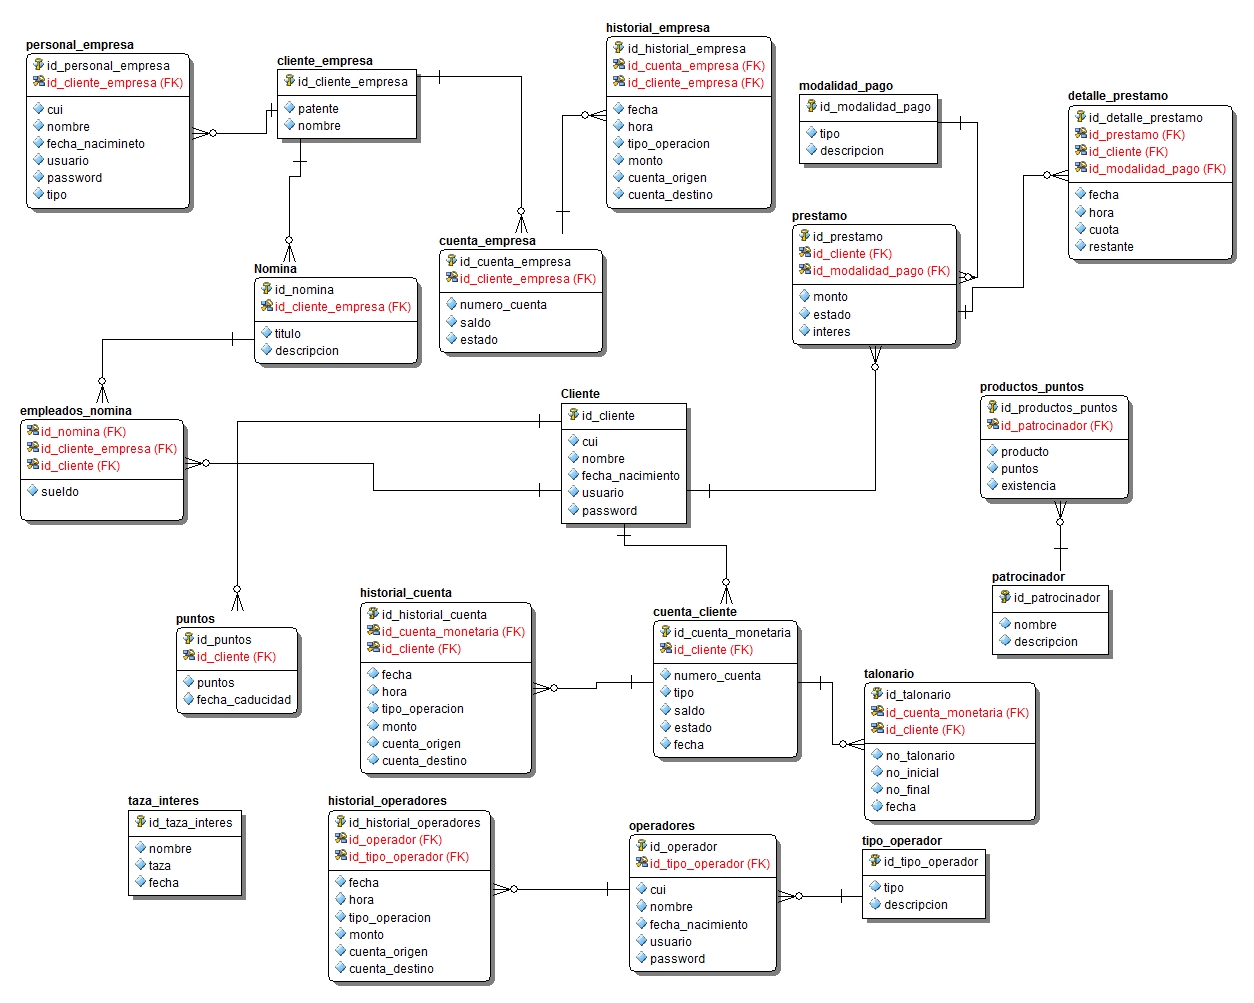 personal_empresa
id_personal_empresa
id_cliente_empresa (FK)
cui
nombre
fecha_nacimineto
usuario
password
tipo
cliente_empresa
id_cliente_empresa
patente
nombre
historial_empresa
id_historial_empresa
id_cuenta_empresa (FK)
id_cliente_empresa (FK)
fecha
hora
tipo_operacion
monto
cuenta_origen
cuenta_destino
modalidad_pago
id_modalidad_pago
tipo
descripcion
detalle_prestamo
id_detalle_prestamo
id_prestamo (FK)
id_cliente (FK)
id_modalidad_pago (FK)
fecha
hora
cuota
restante
prestamo
id_prestamo
id_cliente (FK)
id_modalidad_pago (FK)
monto
estado
interes
cuenta_empresa
id_cuenta_empresa
id_cliente_empresa (FK)
numero_cuenta
saldo
estado
Nomina
id_nomina
id_cliente_empresa (FK)
titulo
descripcion
empleados_nomina
id_nomina (FK)
id_cliente_empresa (FK)
id_cliente (FK)
sueldo
Cliente
id_cliente
cui
nombre
fecha_nacimiento
usuario
password
productos_puntos
id_productos_puntos
id_patrocinador (FK)
producto
puntos
existencia
patrocinador
id_patrocinador
nombre
descripcion
puntos
id_puntos
id_cliente (FK)
puntos
fecha_caducidad
historial_cuenta
id_historial_cuenta
id_cuenta_monetaria (FK)
id_cliente (FK)
fecha
hora
tipo_operacion
monto
cuenta_origen
cuenta_destino
cuenta_cliente
id_cuenta_monetaria
id_cliente (FK)
numero_cuenta
tipo
saldo
estado
fecha
talonario
id_talonario
id_cuenta_monetaria (FK)
id_cliente (FK)
no_talonario
no_inicial
no_final
fecha
taza_interes
id_taza_interes
nombre
taza
fecha
historial_operadores
id_historial_operadores
id_operador (FK)
id_tipo_operador (FK)
fecha
hora
tipo_operacion
monto
cuenta_origen
cuenta_destino
operadores
id_operador
id_tipo_operador (FK)
cui
nombre
fecha_nacimiento
usuario
password
tipo_operador
id_tipo_operador
tipo
descripcion